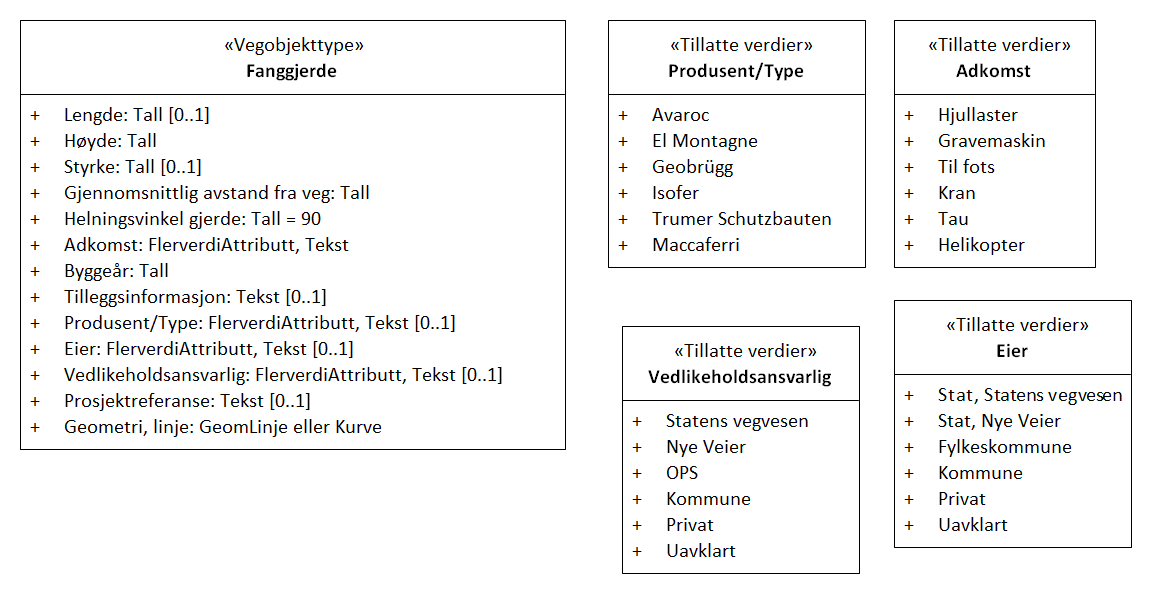 «Vegobjekttype»
Fanggjerde
+ Lengde: Tall [0..1]
+ Høyde: Tall
+ Styrke: Tall [0..1]
+ Gjennomsnittlig avstand fra veg: Tall
+ Helningsvinkel gjerde: Tall = 90
+ Adkomst: FlerverdiAttributt, Tekst
+ Byggeår: Tall
+ Tilleggsinformasjon: Tekst [0..1]
+ Produsent/Type: FlerverdiAttributt, Tekst [0..1]
+ Eier: FlerverdiAttributt, Tekst [0..1]
+ Vedlikeholdsansvarlig: FlerverdiAttributt, Tekst [0..1]
+ Prosjektreferanse: Tekst [0..1]
+ Geometri, linje: GeomLinje eller Kurve
«Tillatte verdier»
Produsent/Type
+ Avaroc
+ El Montagne
+ Geobrügg
+ Isofer
+ Trumer Schutzbauten
+ Maccaferri
«Tillatte verdier»
Adkomst
+ Hjullaster
+ Gravemaskin
+ Til fots
+ Kran
+ Tau
+ Helikopter
«Tillatte verdier»
Vedlikeholdsansvarlig
+ Statens vegvesen
+ Nye Veier
+ OPS
+ Kommune
+ Privat
+ Uavklart
«Tillatte verdier»
Eier
+ Stat, Statens vegvesen
+ Stat, Nye Veier
+ Fylkeskommune
+ Kommune
+ Privat
+ Uavklart